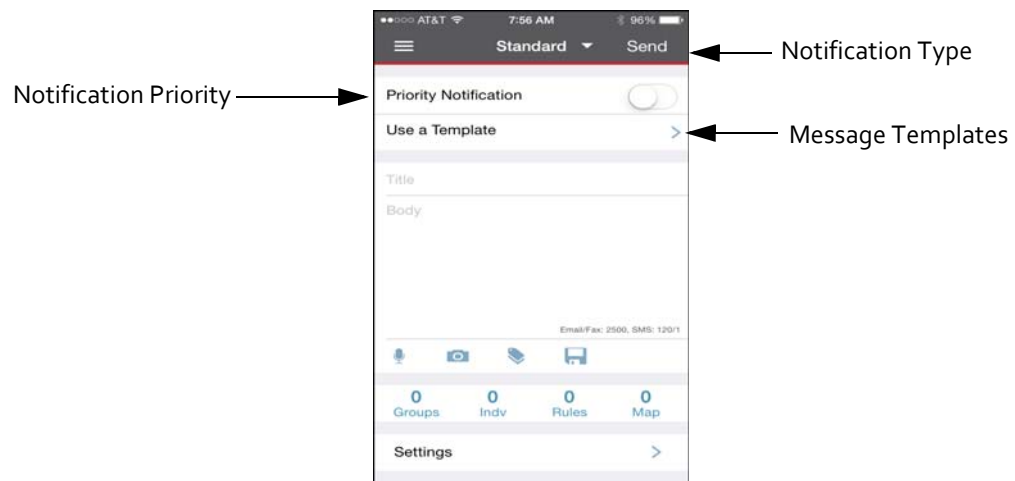 AT&T 7:56 AM 96%
Standard Send
Notification Type
Notification Priority
Priority Notification
Use a Template
Message Templates
Title
Body
Email/Fax: 2500, SMS: 120/1
0 0 0 0
Groups Indv Rules Map
Settings